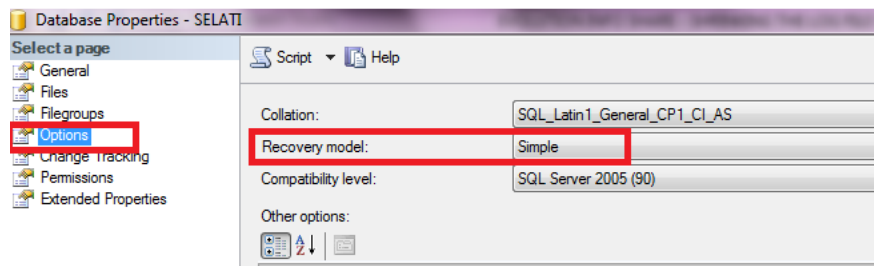 Database Properties - SELATI
Select a page
General
Files
Filegroups
Options
Change Tracking
Permissions
Extended Properties
Script Help
Collation: SQL_Latin1_General_CP1_CI_AS
Recovery model: Simple
Compatibility level: SQL Server 2005 (90)
Other options: